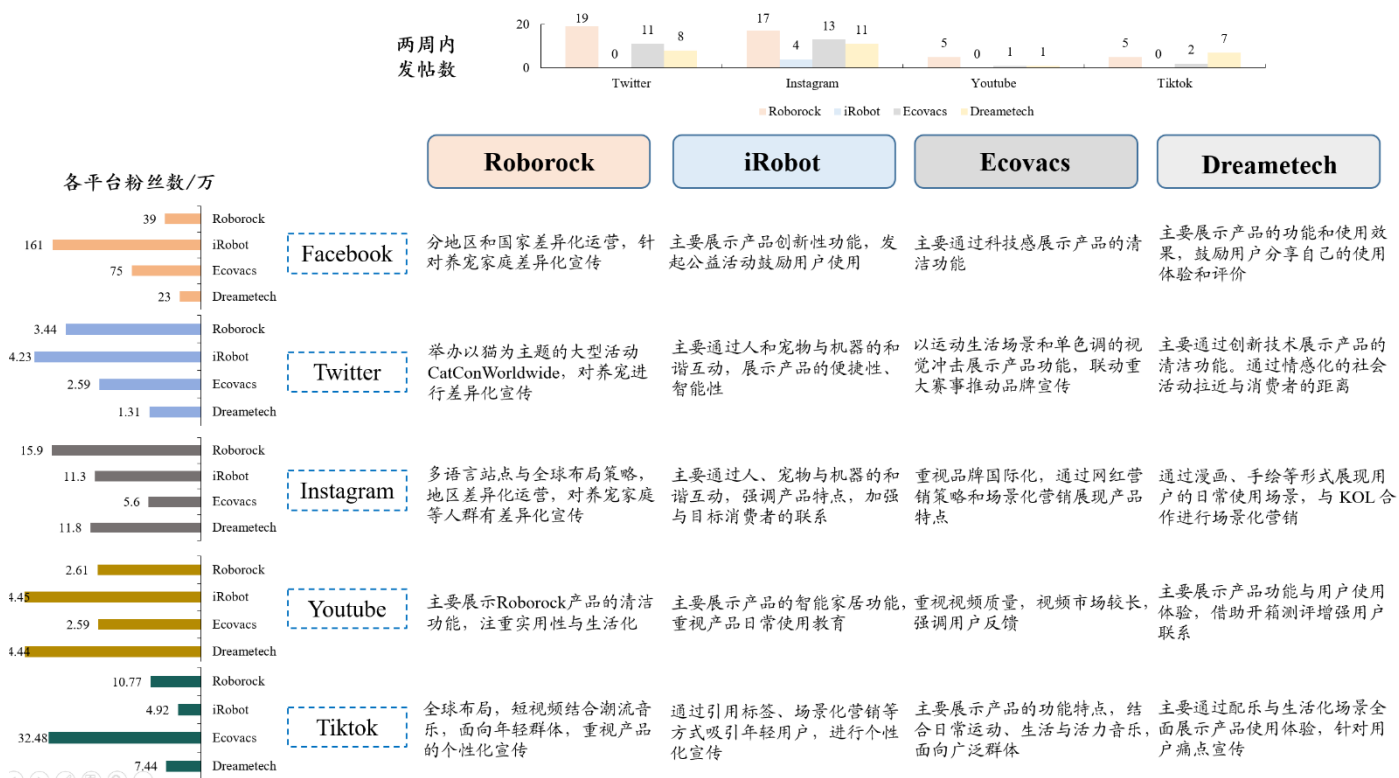 两周内
发帖数
20
10
0
19
0
11
8
17
4
13
11
5
0
1
1
5
0
2
7
Twitter
Instagram
Youtube
Tiktok
Roborock
iRobot
Ecovacs
Dreametech
Roborock
iRobot
Ecovacs
Dreametech
各平台粉丝数/万
39
Roborock
161
iRobot
75
Ecovacs
23
Dreametech
Facebook
分地区和国家差异化运营，针
对养宠家庭差异化宣传
主要展示产品创新性功能，发
起公益活动鼓励用户使用
主要通过科技感展示产品的清
洁功能
主要展示产品的功能和使用效
果，鼓励用户分享自己的使用
体验和评价
3.44
Roborock
4.23
iRobot
2.59
Ecovacs
1.31
Dreametech
Twitter
举办以猫为主题的大型活动
CatConWorldwide，对养宠进
行差异化宣传
主要通过人和宠物与机器的和
谐互动，展示产品的便捷性、
智能性
以运动生活场景和单色调的视
觉冲击展示产品功能，联动重
大赛事推动品牌宣传
主要通过创新技术展示产品的
清洁功能。通过情感化的社会
活动拉近与消费者的距离
15.9
Roborock
11.3
iRobot
5.6
Ecovacs
11.8
Dreametech
Instagram
多语言站点与全球布局策略，
地区差异化运营，对养宠家庭
等人群有差异化宣传
主要通过人、宠物与机器的和
谐互动，强调产品特点，加强
与目标消费者的联系
重视品牌国际化，通过网红营
销策略和场景化营销展现产品
特点
通过漫画、手绘等形式展现用
户的日常使用场景，与 KOL 合
作进行场景化营销
2.61
Roborock
4.45
iRobot
2.59
Ecovacs
4.44
Dreametech
Youtube
主要展示Roborock产品的清洁
功能，注重实用性与生活化
主要展示产品的智能家居功能，
重视产品日常使用教育
重视视频质量，视频市场较长，
强调用户反馈
主要展示产品功能与用户使用
体验，借助开箱测评增强用户
联系
10.77
Roborock
4.92
iRobot
32.48
Ecovacs
7.44
Dreametech
Tiktok
全球布局，短视频结合潮流音
乐，面向年轻群体，重视产品
的个性化宣传
通过引用标签、场景化营销等
方式吸引年轻用户，进行个性
化宣传
主要展示产品的功能特点，结
合日常运动、生活与活力音乐，
面向广泛群体
主要通过配乐与生活化场景全
面展示产品使用体验，针对用
户痛点宣传